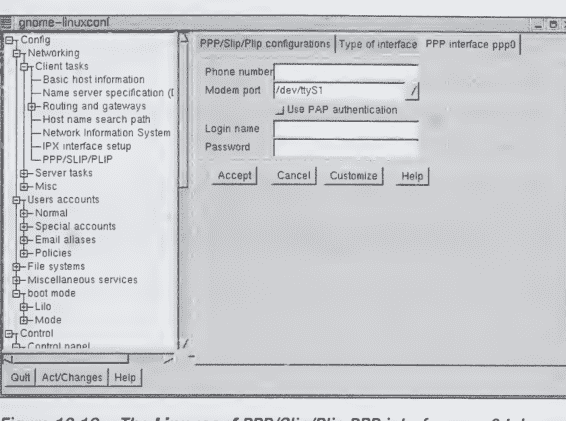 gnome-linuxconf
Config
Networking
Client tasks
Basic host information
Name server specification (
Routing and gateways
Host name search path
Network Information System
IPX interface setup
PPP/SLIP/PLIP
Server tasks
Misc
Users accounts
Normal
Special accounts
Email aliases
Policies
File systems
Miscellaneous services
boot mode
Lilo
Mode
Control
Control panel
PPP/Slip/Plip configurations
Type of interface
PPP interface ppp0
Phone number
Modem port /dev/ttyS1
Use PAP authentication
Login name
Password
Accept
Cancel
Customize
Help
Quit
Act/Changes
Help